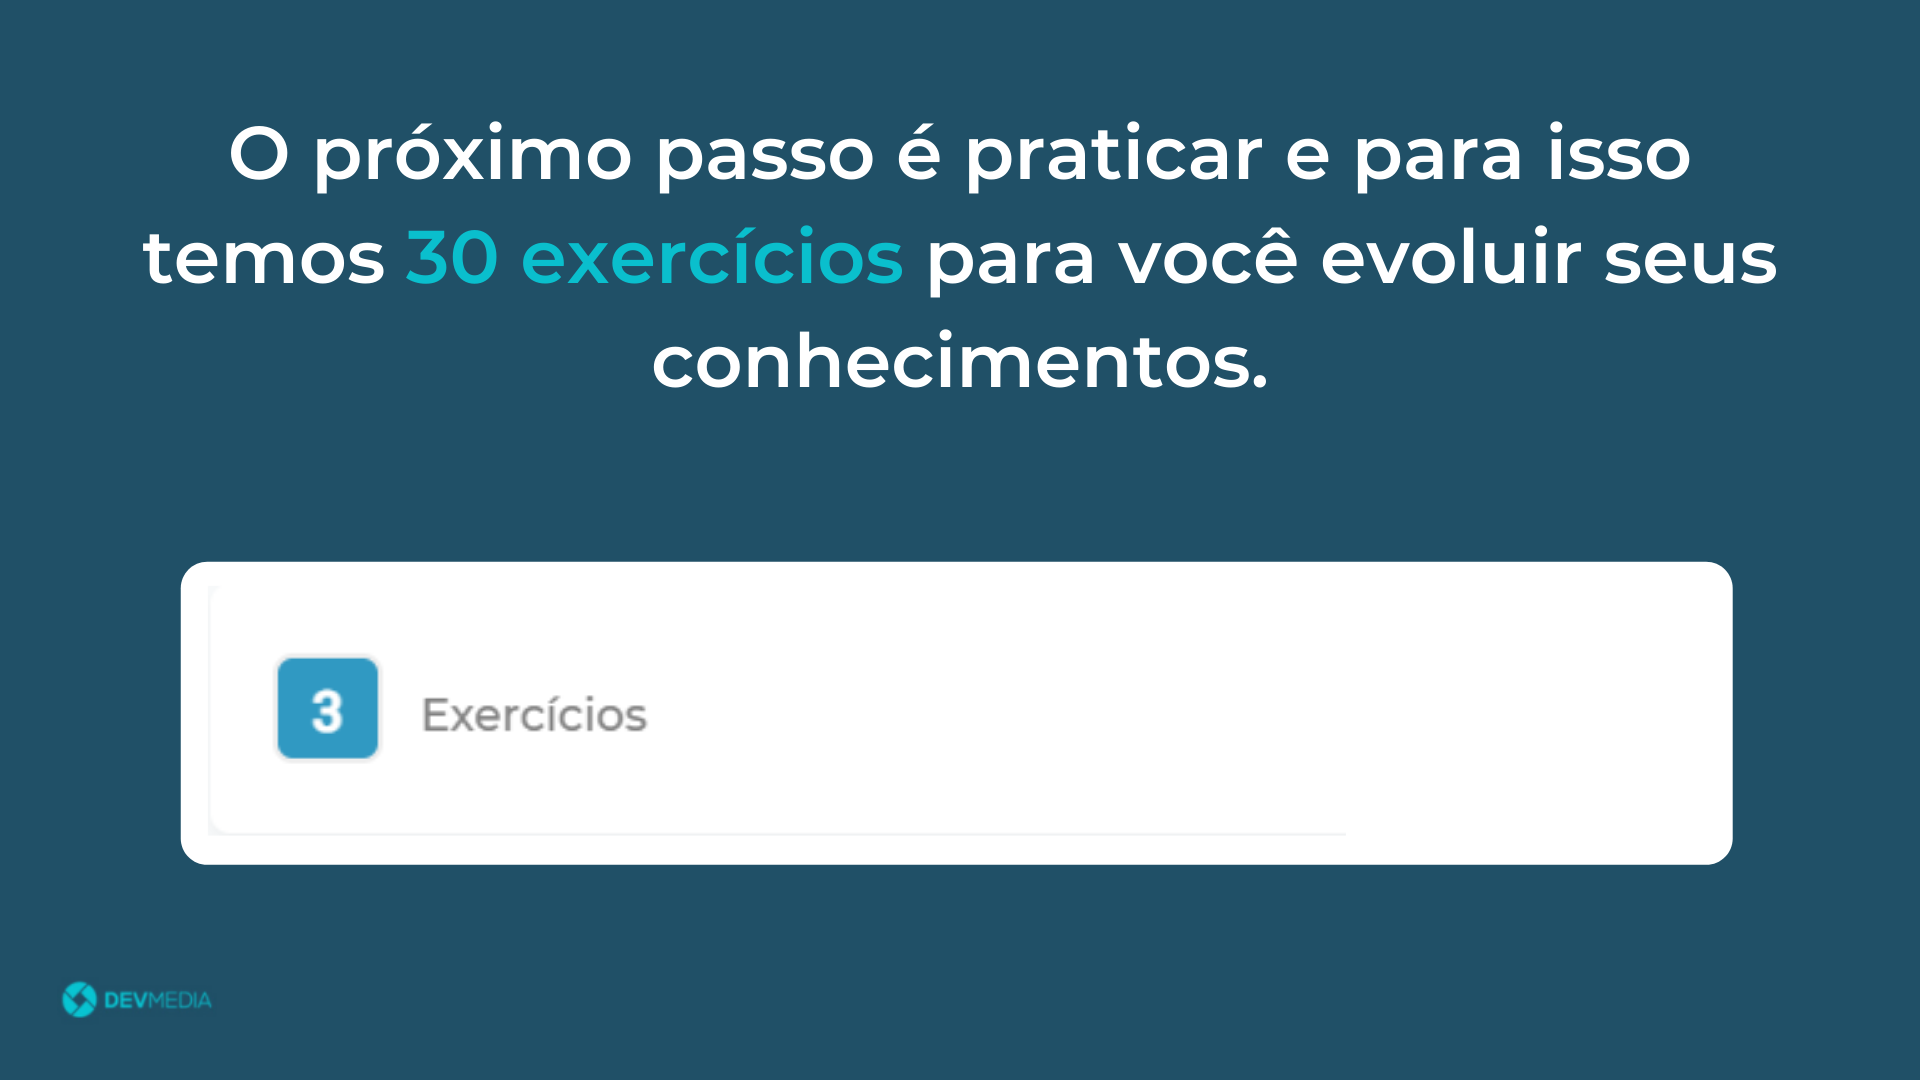 O próximo passo é praticar e para isso
temos 30 exercícios para você evoluir seus
conhecimentos.
3 Exercícios
DEVMEDIA